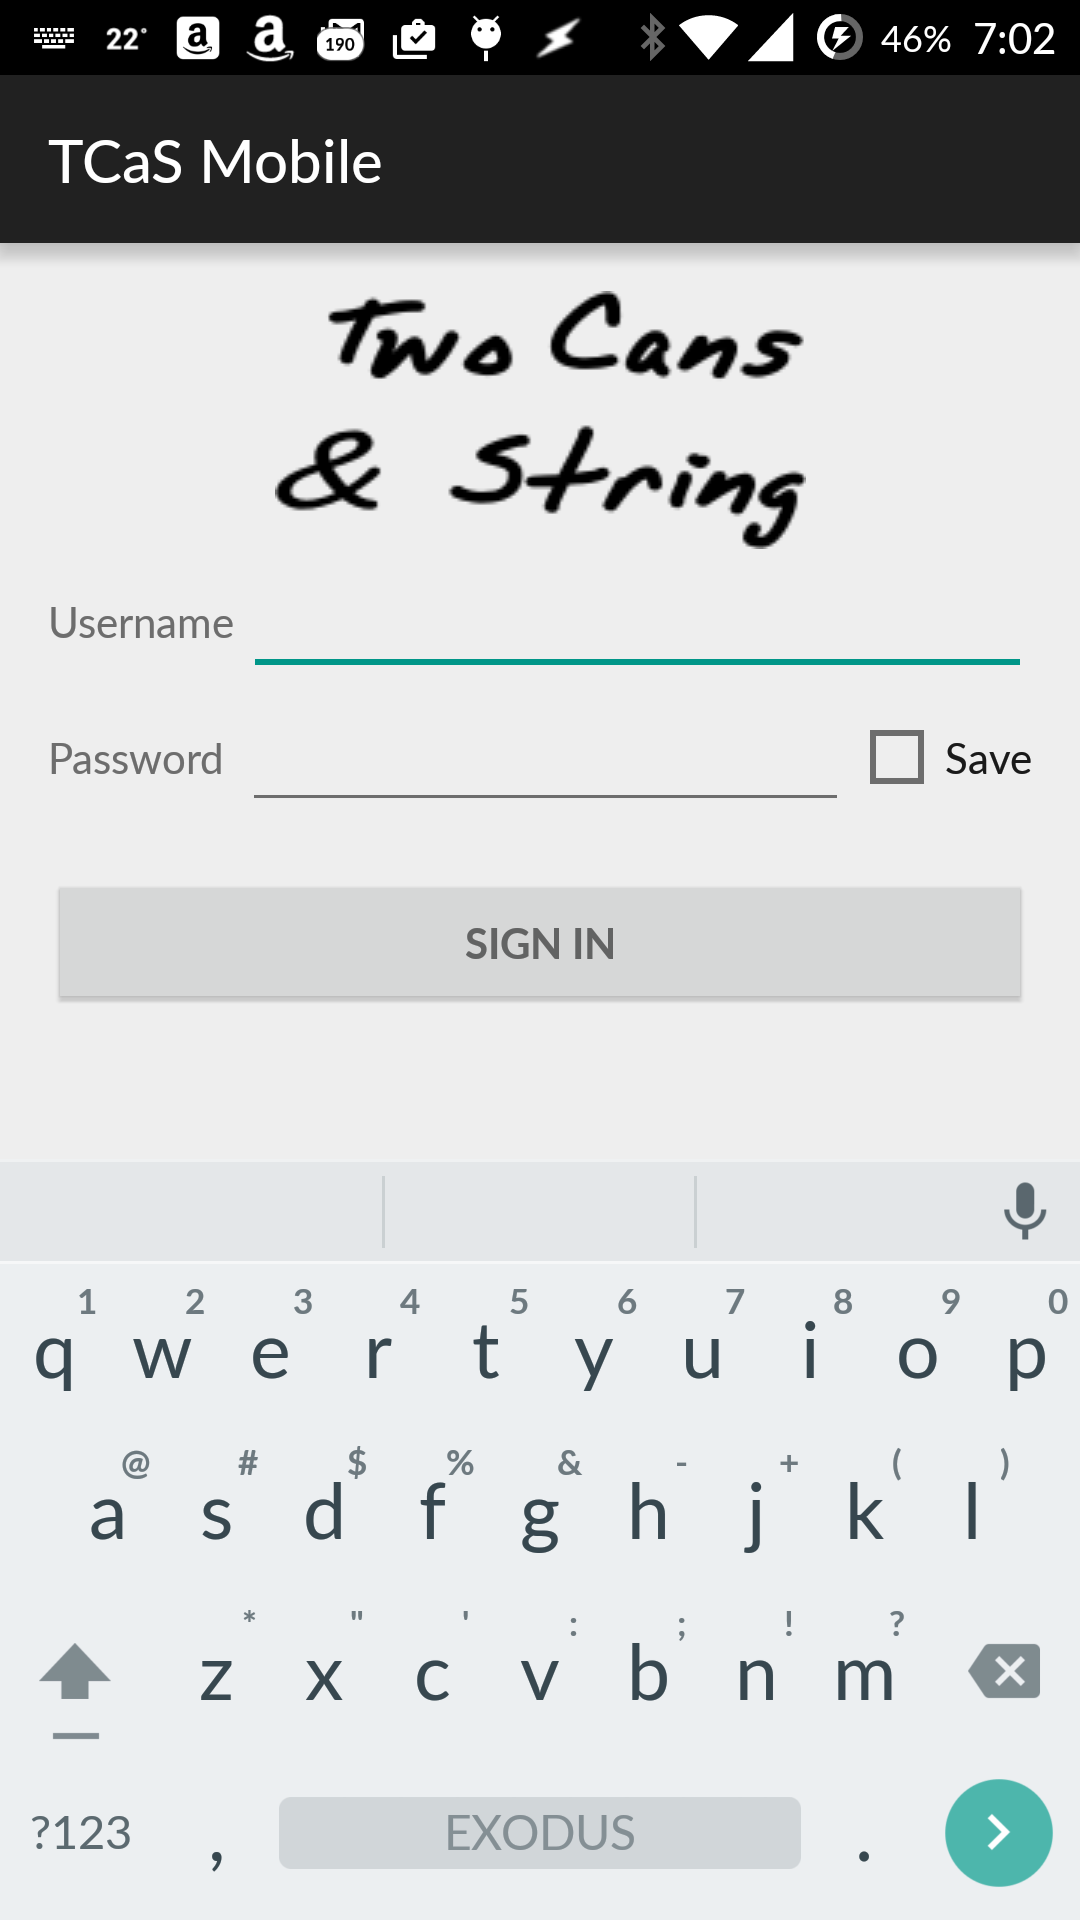 22° 190 46% 7:02
TCaS Mobile
Two Cans
& String
Username
Password Save
SIGN IN
1 2 3 4 5 6 7 8 9 0
q w e r t y u i o p
@ # $ % & - + ( )
a s d f g h j k l
* " ' : ; ! ?
z x c v b n m
?123 , EXODUS .